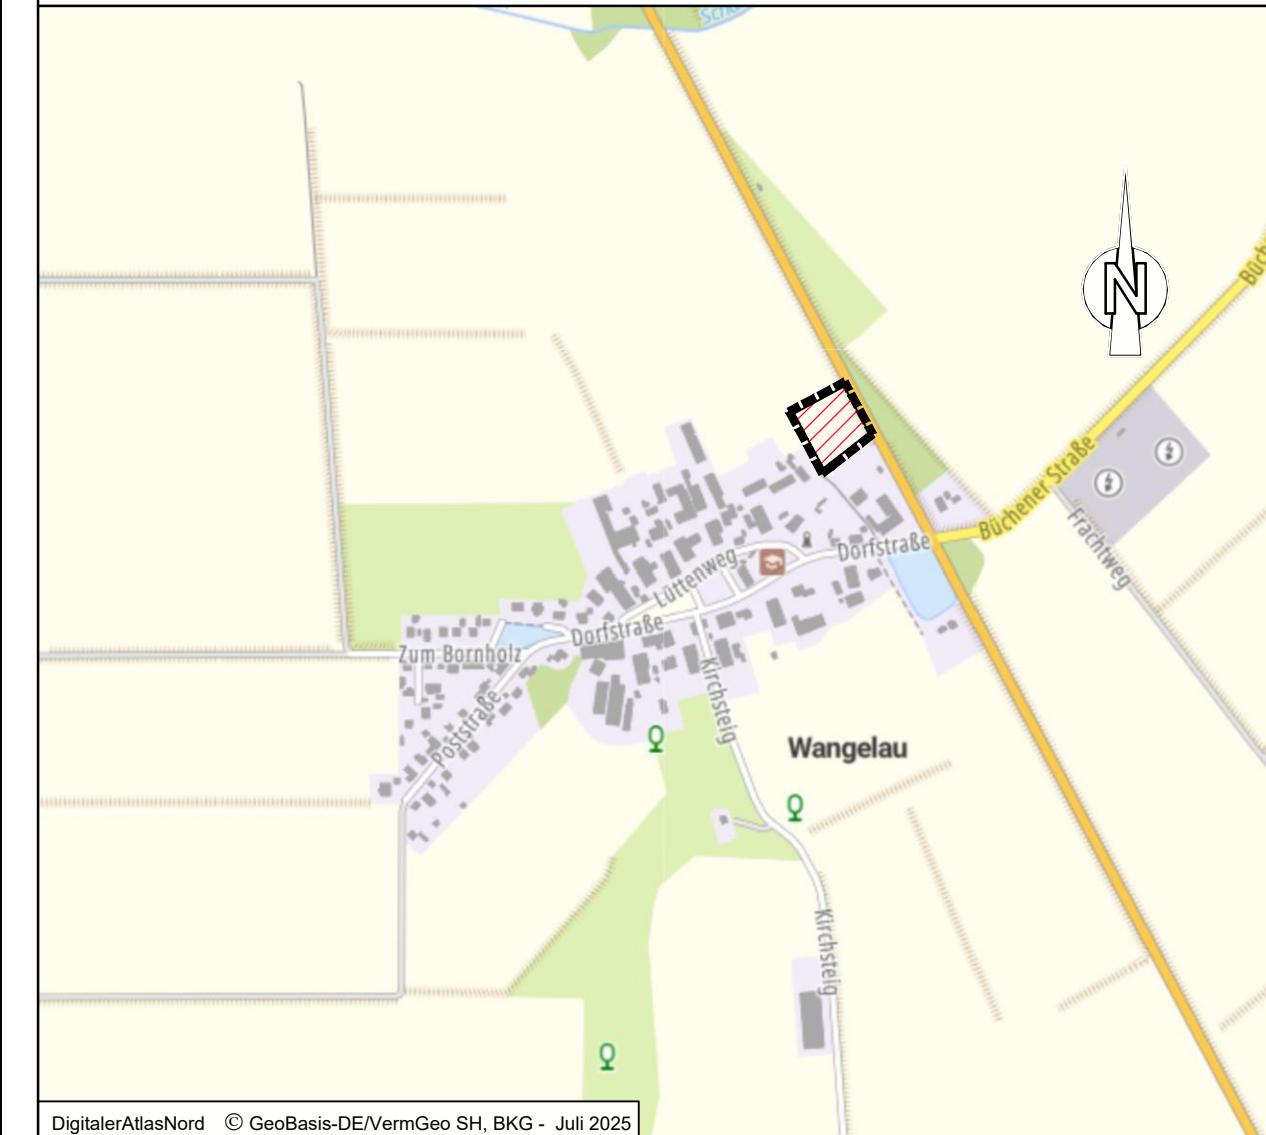 N
Büchener Straße
Frachtweg
Dorfstraße
Lüttenweg
Dorfstraße
Zum Bornholz
Kirchsteig
Poststraße
Wangelau
Kirchsteig
DigitalerAtlasNord © GeoBasis-DE/VermGeo SH, BKG - Juli 2025